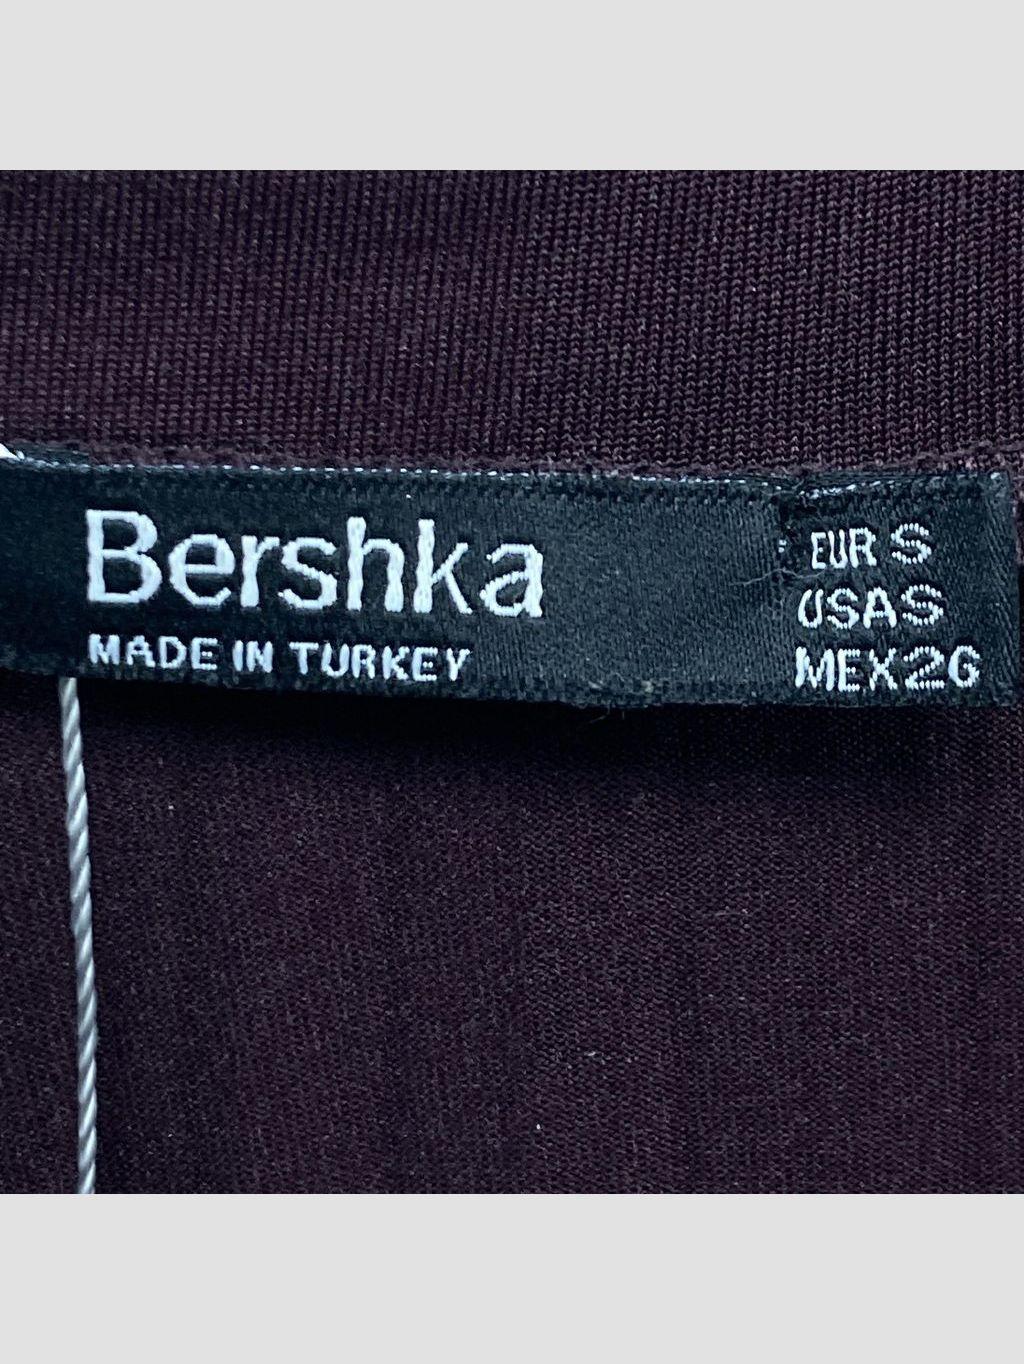 Bershka
MADE IN TURKEY
EUR S
USA S
MEX 26